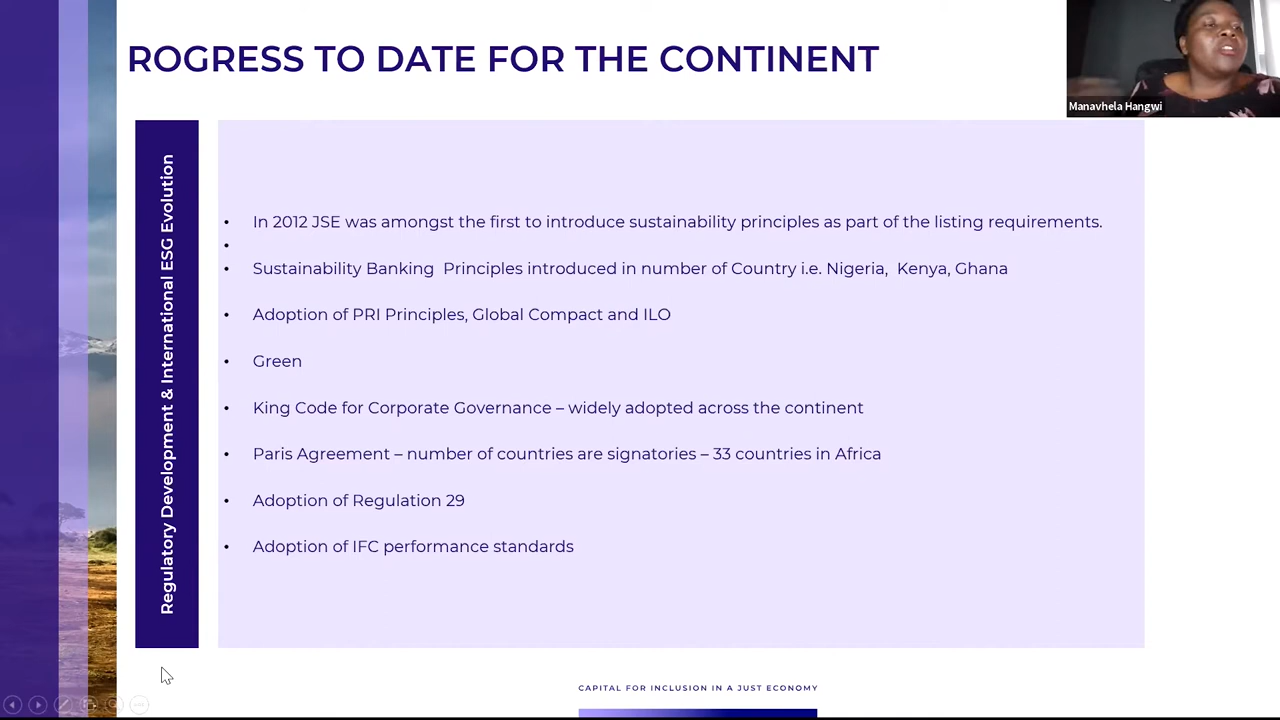 ROGRESS TO DATE FOR THE CONTINENT
Manavhela Hangwi
Regulatory Development & International ESG Evolution
• In 2012 JSE was amongst the first to introduce sustainability principles as part of the listing requirements.
•
• Sustainability Banking  Principles introduced in number of Country i.e. Nigeria,  Kenya, Ghana
• Adoption of PRI Principles, Global Compact and ILO
• Green
• King Code for Corporate Governance – widely adopted across the continent
• Paris Agreement – number of countries are signatories – 33 countries in Africa
• Adoption of Regulation 29
• Adoption of IFC performance standards
CAPITAL FOR INCLUSION IN A JUST ECONOMY